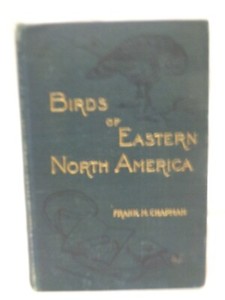 BIRDS
OF
EASTERN
NORTH AMERICA
FRANK M. CHAPMAN